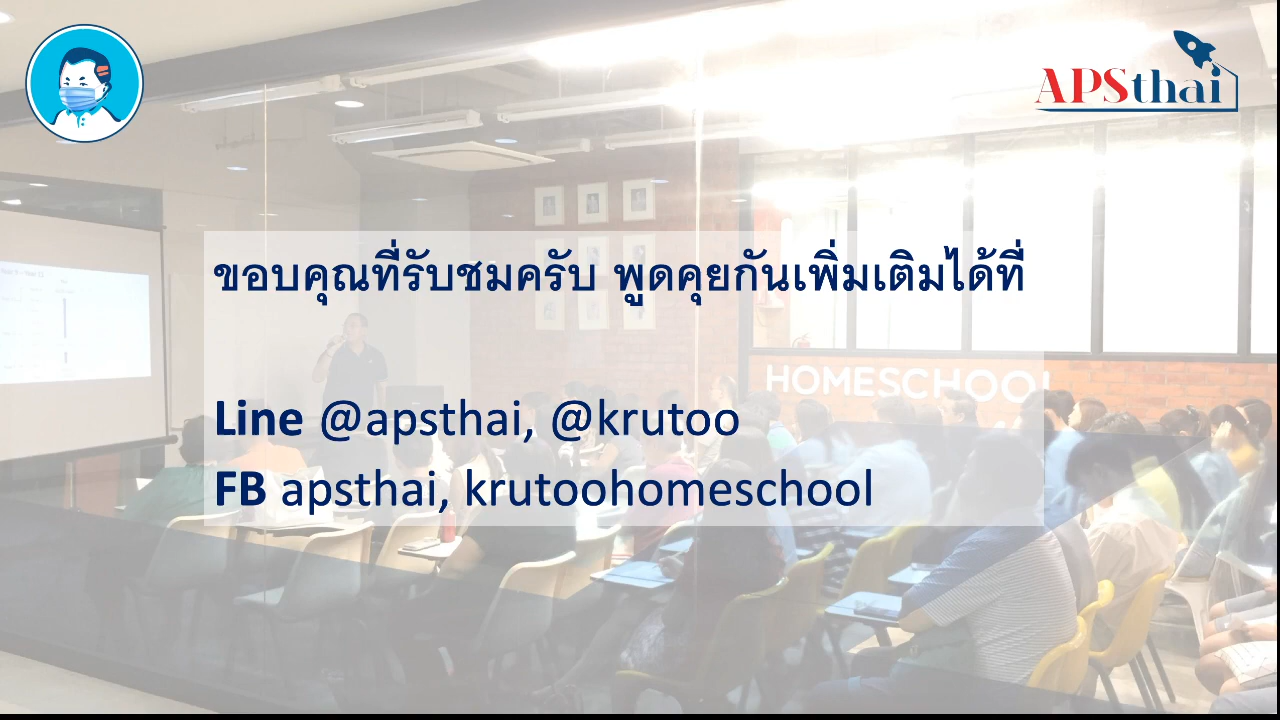 APSthai
ขอบคุณที่รับชมครับ พูดคุยกันเพิ่มเติมได้ที่
HOMESCHOOL
Line @apsthai, @krutoo
FB apsthai, krutoohomeschool